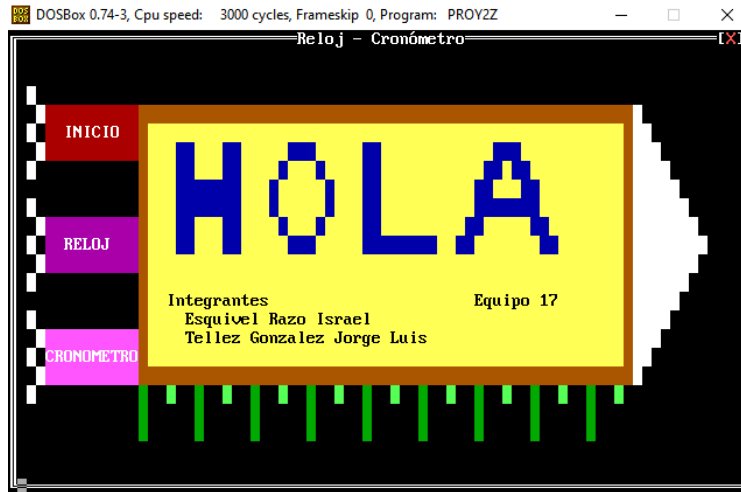 DOSBox 0.74-3, Cpu speed: 3000 cycles, Frameskip 0, Program: PROY2Z
Reloj - Cronómetro [X]
INICIO
HOLA
RELOJ
Integrantes Equipo 17
Esquivel Razo Israel
Tellez Gonzalez Jorge Luis
CRONOMETRO